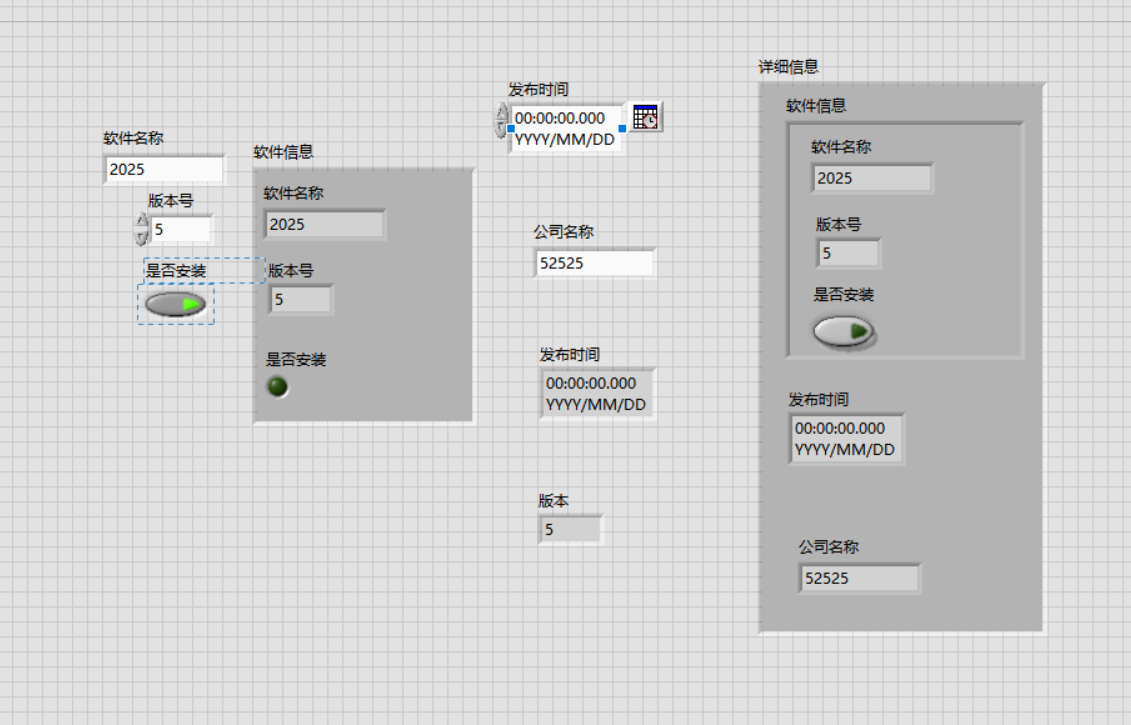 软件名称
2025
版本号
5
是否安装
软件信息
软件名称
2025
版本号
5
是否安装
发布时间
00:00:00.000
YYYY/MM/DD
公司名称
52525
发布时间
00:00:00.000
YYYY/MM/DD
版本
5
详细信息
软件信息
软件名称
2025
版本号
5
是否安装
发布时间
00:00:00.000
YYYY/MM/DD
公司名称
52525